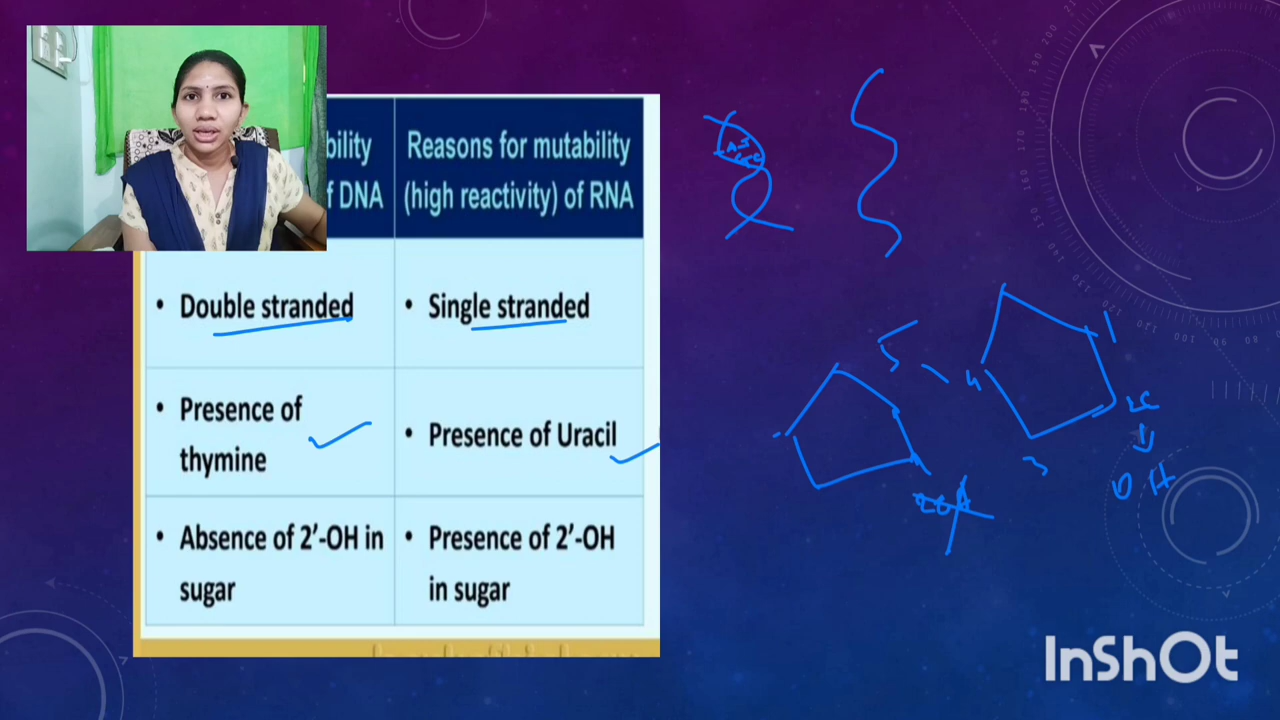 bility
f DNA
Reasons for mutability
(high reactivity) of RNA
• Double stranded
• Single stranded
• Presence of
thymine
• Presence of Uracil
• Absence of 2′-OH in
sugar
• Presence of 2′-OH
in sugar
5
4
1
2C
3
OH
InShOt